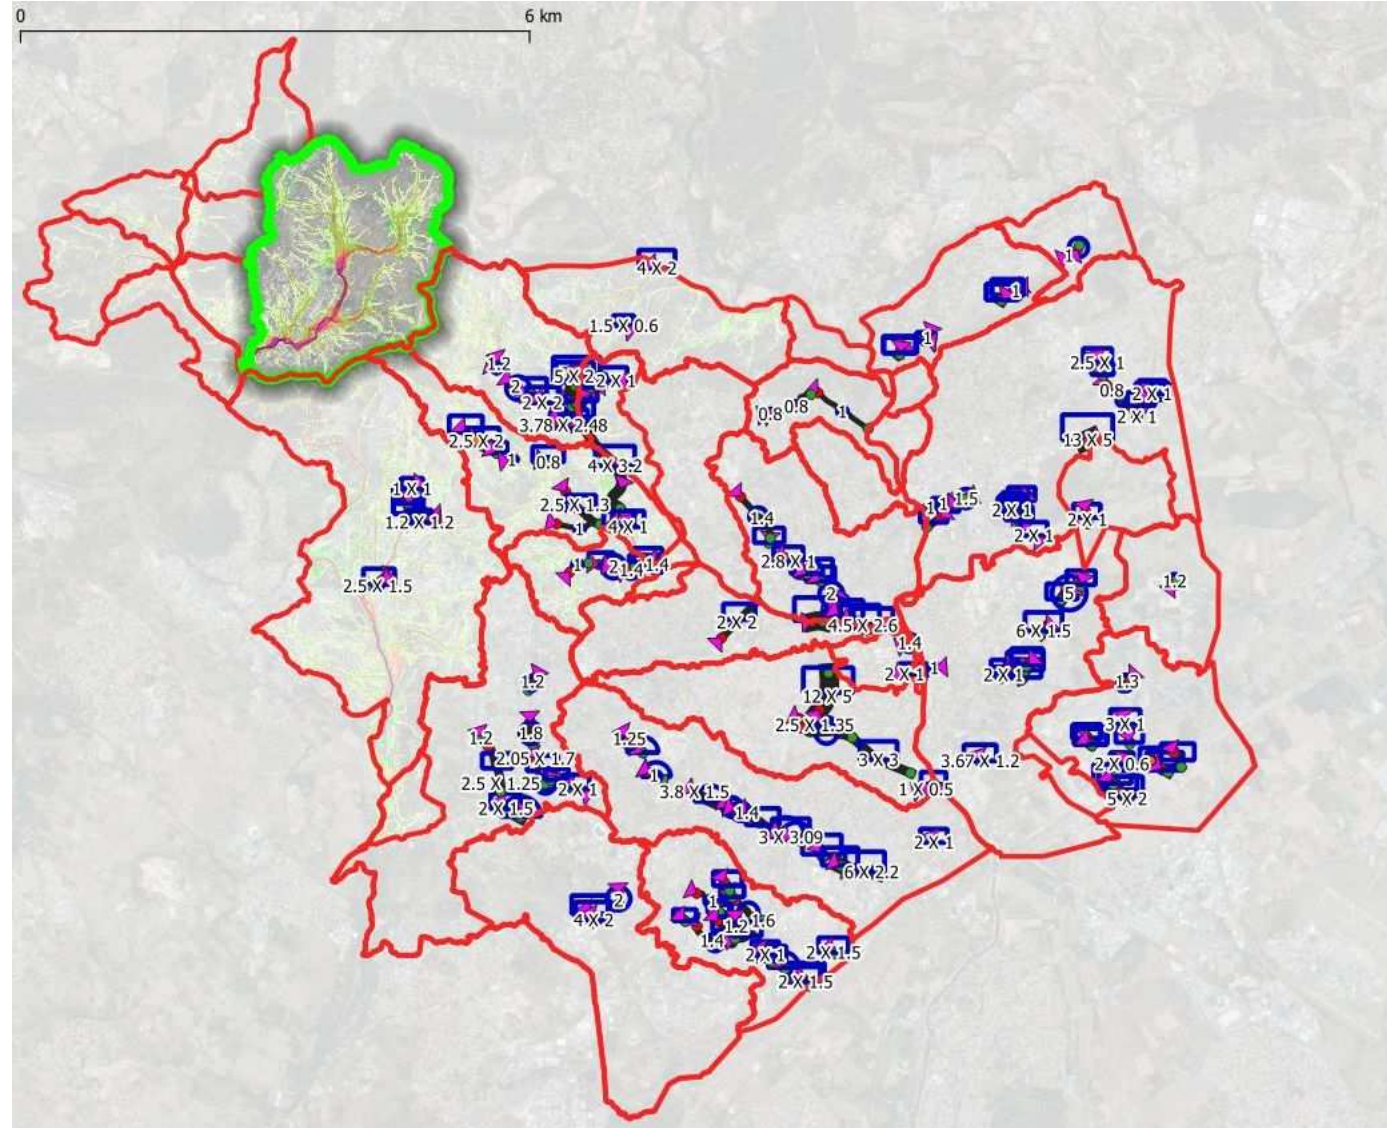 0 6 km
4 X 2
1
1
1.5 X 0.6
1
1.2
5 X 2
2 X 1
2.5 X 1
2
2 X 2
0.8
2 X 1
0.8
0.8
1
2 X 1
3.78 X 2.48
2.5 X 2
13 X 5
1
0.8
4 X 3.2
1 X 1
2.5 X 1.3
1
1
1.5
2 X 1
1.2 X 1.2
1
4 X 1
1.4
2 X 1
2 X 1
2.8 X 1
1
2
1.4
1.4
2.5 X 1.5
1.2
5
2
2 X 2
4.5 X 2.6
6 X 1.5
1.4
2 X 1
1
2 X 1
1.2
1.3
12 X 5
2.5 X 1.35
3 X 1
1.2
1.8
1.25
2.05 X 1.7
3 X 3
3.67 X 1.2
2 X 0.6
2.5 X 1.25
2 X 1
1
3.8 X 1.5
1 X 0.5
5 X 2
2 X 1.5
1.4
3 X 3.09
2 X 1
6 X 2.2
2
4 X 2
1
1.2
1.6
1.4
2 X 1
2 X 1.5
2 X 1.5